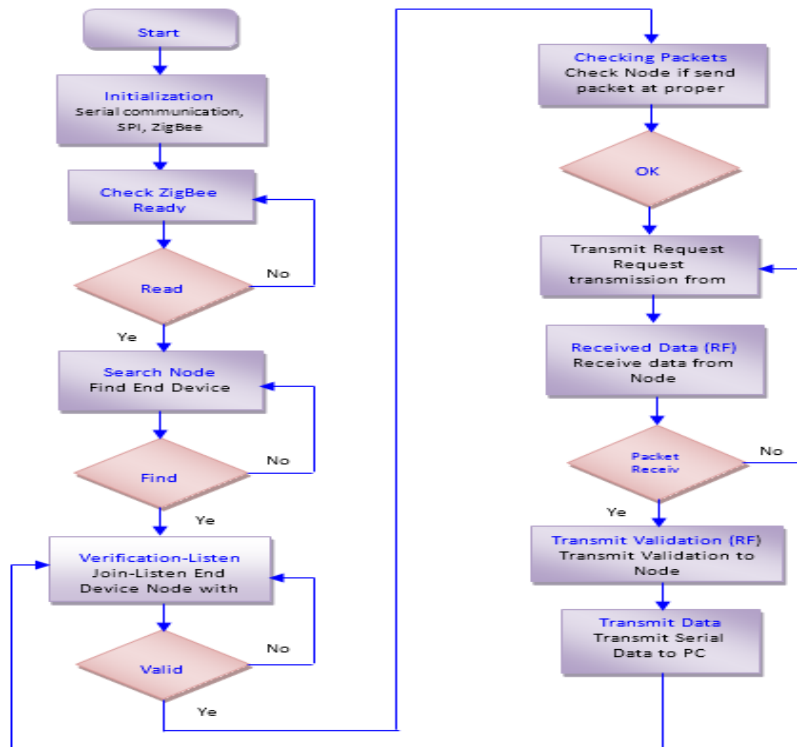 Start
Initialization
Serial communication,
SPI, ZigBee
Check ZigBee
Ready
No
Read
Ye
Search Node
Find End Device
No
Find
Ye
Verification-Listen
Join-Listen End
Device Node with
No
Valid
Ye
Checking Packets
Check Node if send
packet at proper
OK
Transmit Request
Request
transmission from
Received Data (RF)
Receive data from
Node
No
Packet
Receiv
Ye
Transmit Validation (RF)
Transmit Validation to
Node
Transmit Data
Transmit Serial
Data to PC